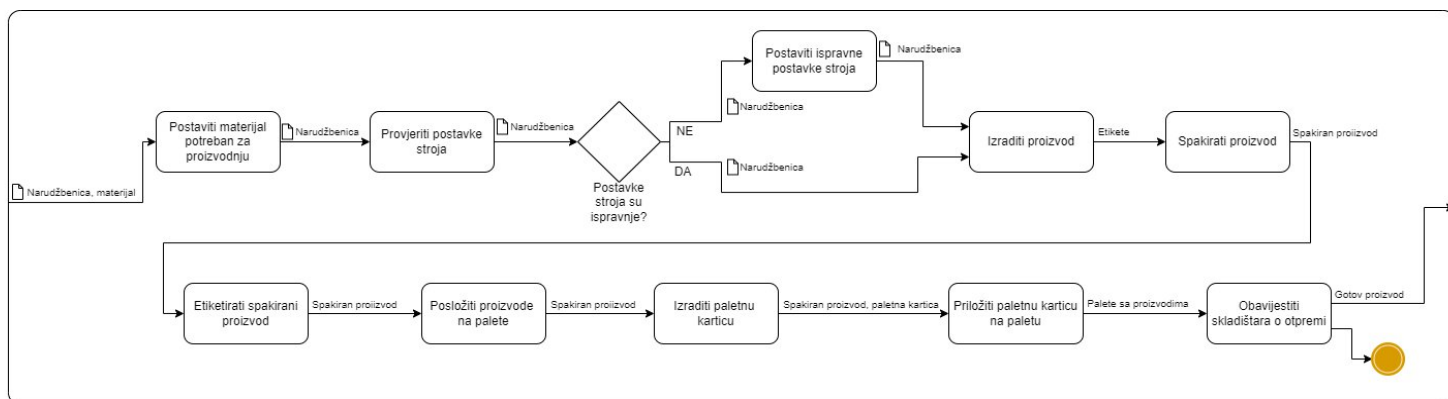 Narudžbenica, materijal
Postaviti materijal
potreban za
proizvodnju
Narudžbenica
Provjeriti postavke
stroja
Narudžbenica
Postavke
stroja su
ispravnje?
NE
Narudžbenica
Postaviti ispravne
postavke stroja
Narudžbenica
DA
Narudžbenica
Izraditi proizvod
Etikete
Spakirati proizvod
Spakiran proiizvod
Etiketirati spakirani
proizvod
Spakiran proiizvod
Posložiti proizvode
na palete
Spakiran proiizvod
Izraditi paletnu
karticu
Spakiran proizvod, paletna kartica
Priložiti paletnu karticu
na paletu
Palete sa proizvodima
Obavijestiti
skladištara o otpremi
Gotov proizvod